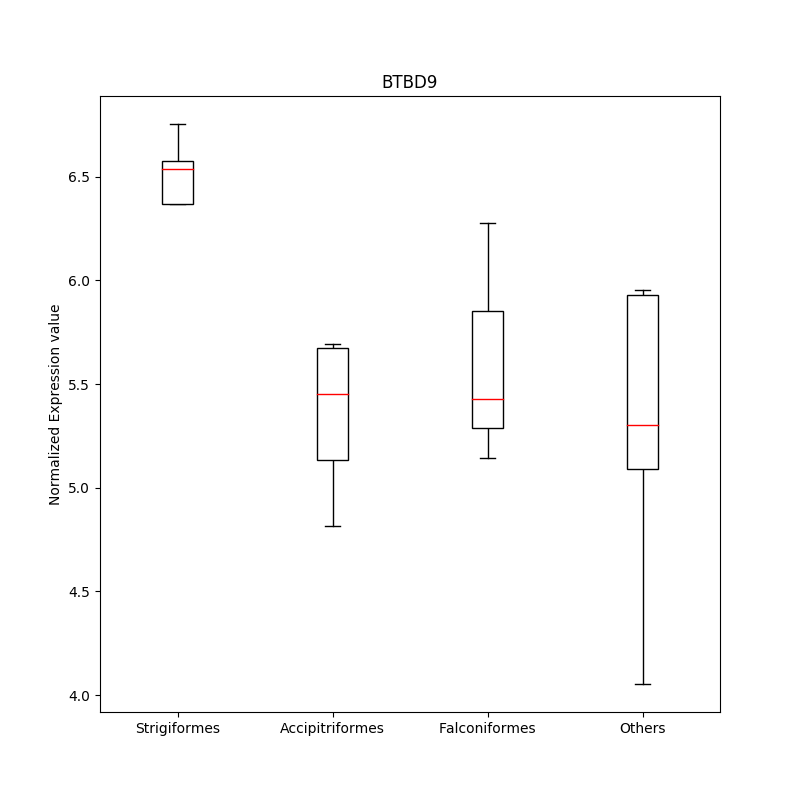 BTBD9
Normalized Expression value
6.5
6.0
5.5
5.0
4.5
4.0
Strigiformes
Accipitriformes
Falconiformes
Others